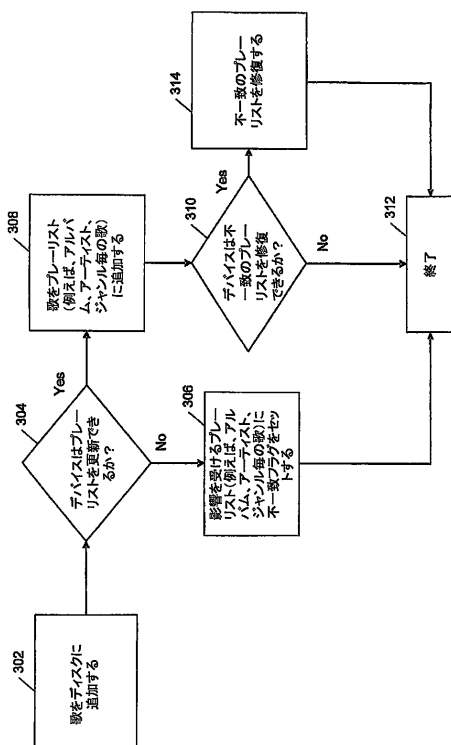 302
歌をディスクに
追加する
304
デバイスはプレー
リストを更新でき
るか？
Yes
No
308
歌をプレーリスト
(例えば、アルバ
ム、アーティスト、
ジャンル毎の歌)
に追加する
306
影響を受けるプレー
リスト(例えば、アル
バム、アーティスト、
ジャンル毎の歌)に
不一致フラグをセッ
トする
310
デバイスは不
一致のプレー
リストを修復
できるか？
Yes
No
314
不一致のプレー
リストを修復する
312
終了